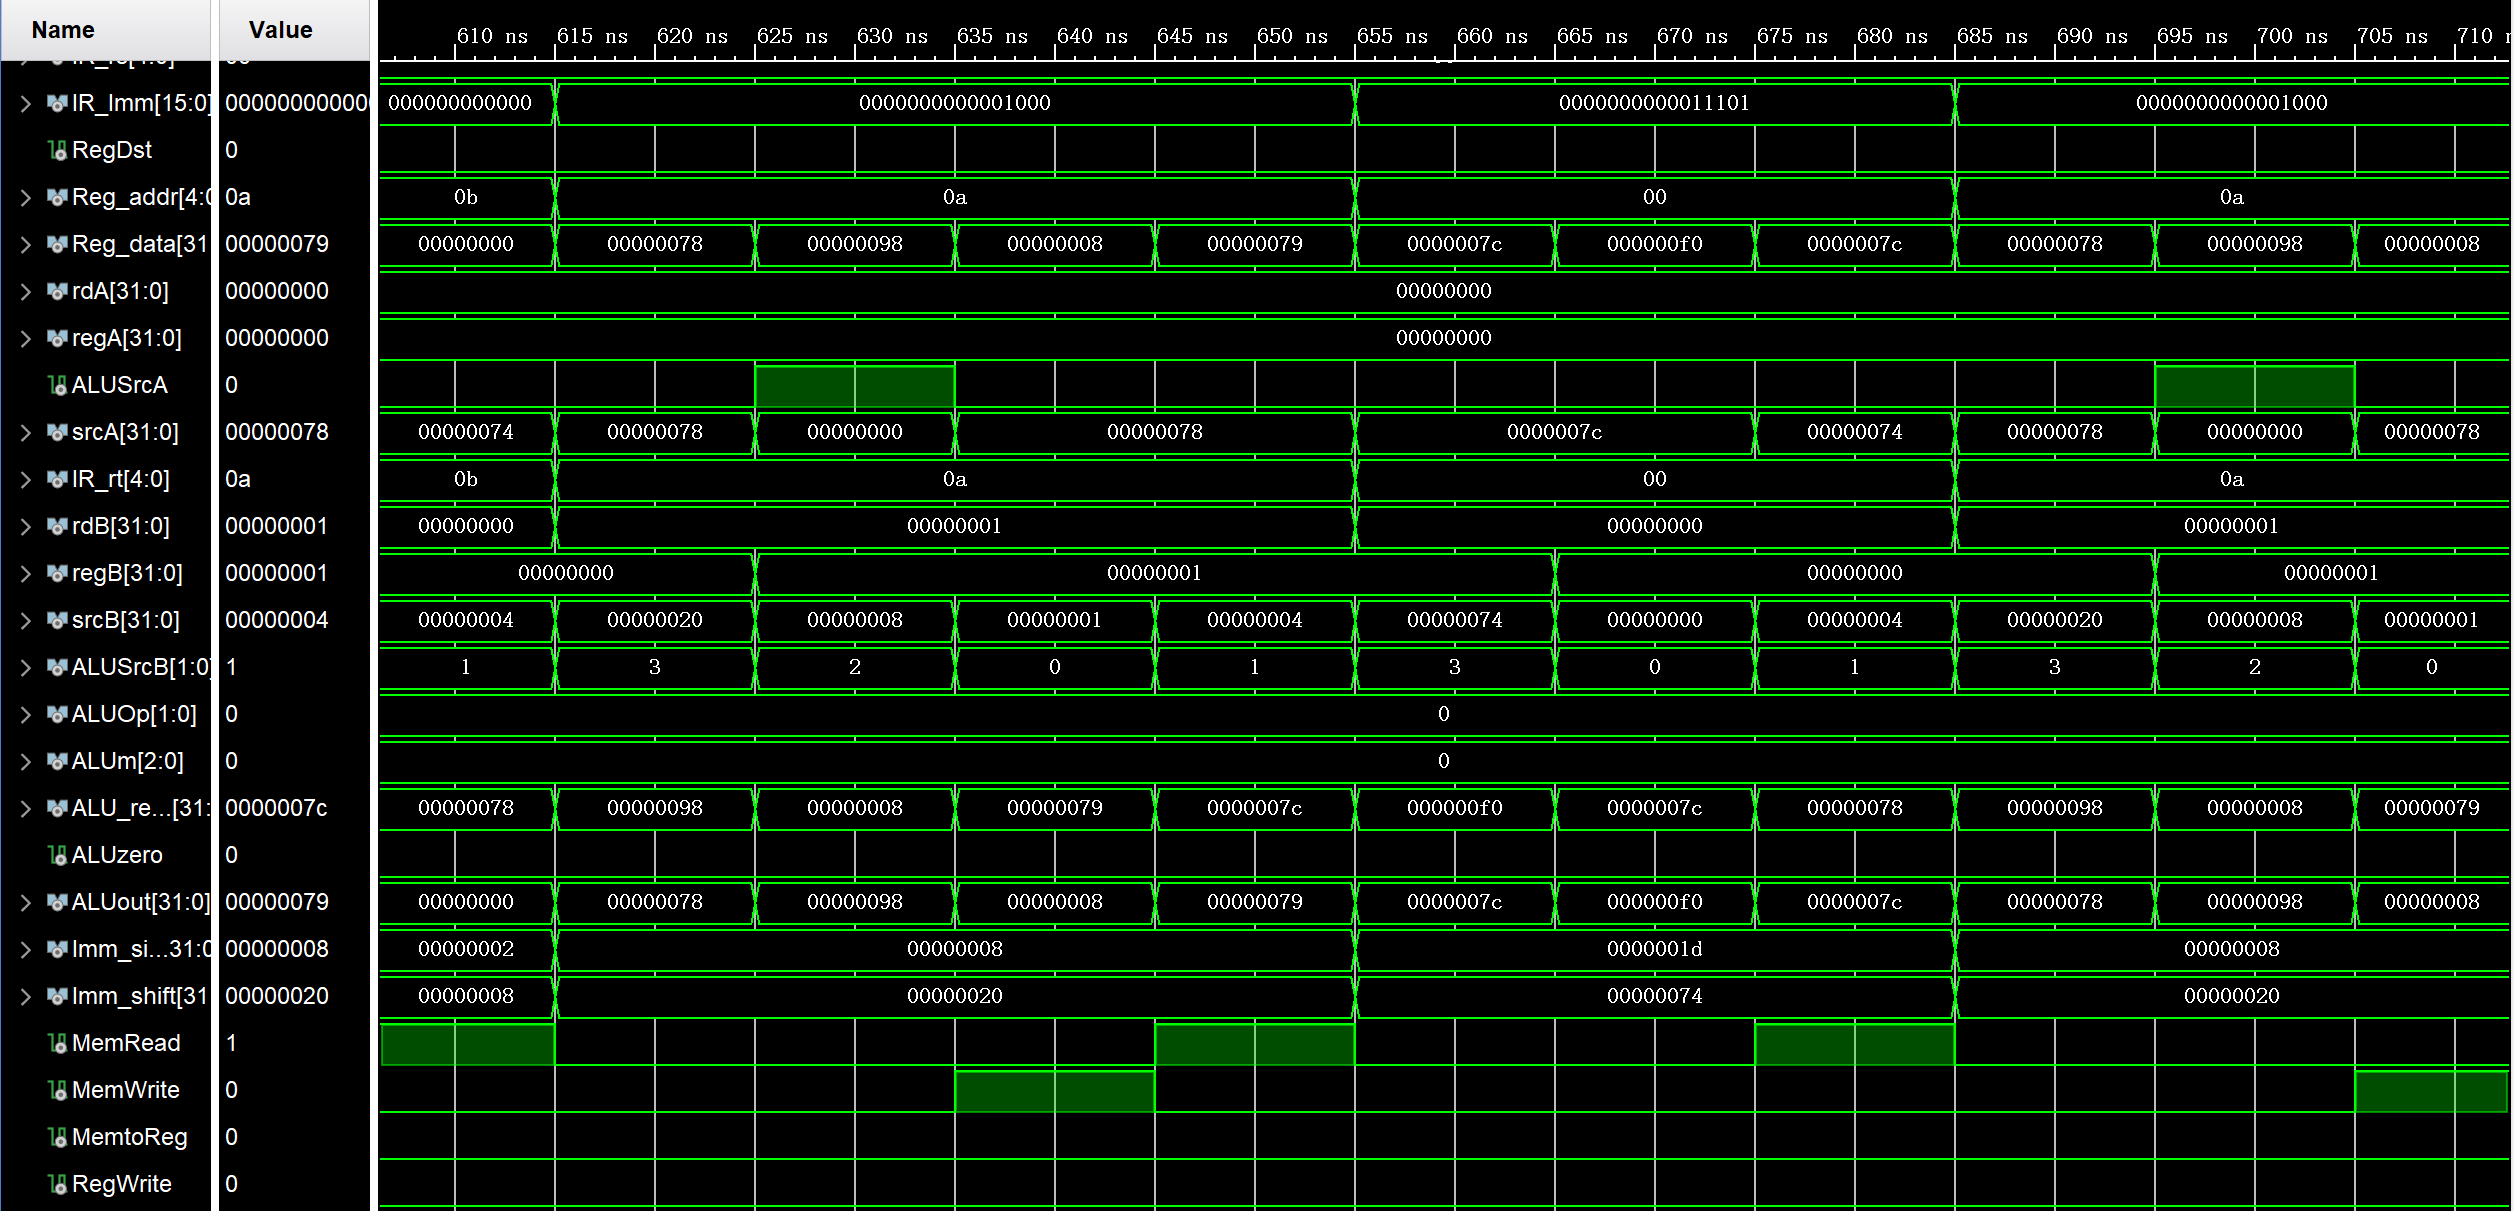 Name Value 610 ns 615 ns 620 ns 625 ns 630 ns 635 ns 640 ns 645 ns 650 ns 655 ns 660 ns 665 ns 670 ns 675 ns 680 ns 685 ns 690 ns 695 ns 700 ns 705 ns 710
IR_Imm[15:0] 000000000000 000000000000 0000000000001000 0000000000011101 0000000000001000
RegDst 0
Reg_addr[4:0 0a 0b 0a 00 0a
Reg_data[31 00000079 00000000 00000078 00000098 00000008 00000079 0000007c 000000f0 0000007c 00000078 00000098 00000008
rdA[31:0] 00000000 00000000
regA[31:0] 00000000 00000000
ALUSrcA 0
srcA[31:0] 00000078 00000074 00000078 00000000 00000078 0000007c 00000074 00000078 00000000 00000078
IR_rt[4:0] 0a 0b 0a 00 0a
rdB[31:0] 00000001 00000000 00000001 00000000 00000001
regB[31:0] 00000001 00000000 00000001 00000000 00000001
srcB[31:0] 00000004 00000004 00000020 00000008 00000001 00000004 00000074 00000000 00000004 00000020 00000008 00000001
ALUSrcB[1:0] 1 1 3 2 0 1 3 0 1 3 2 0
ALUOp[1:0] 0 0
ALUm[2:0] 0 0
ALU_re...[31: 0000007c 00000078 00000098 00000008 00000079 0000007c 000000f0 0000007c 00000078 00000098 00000008 00000079
ALUzero 0
ALUout[31:0] 00000079 00000000 00000078 00000098 00000008 00000079 0000007c 000000f0 0000007c 00000078 00000098 00000008
Imm_si...31:0 00000008 00000002 00000008 0000001d 00000008
Imm_shift[31 00000020 00000008 00000020 00000074 00000020
MemRead 1
MemWrite 0
MemtoReg 0
RegWrite 0